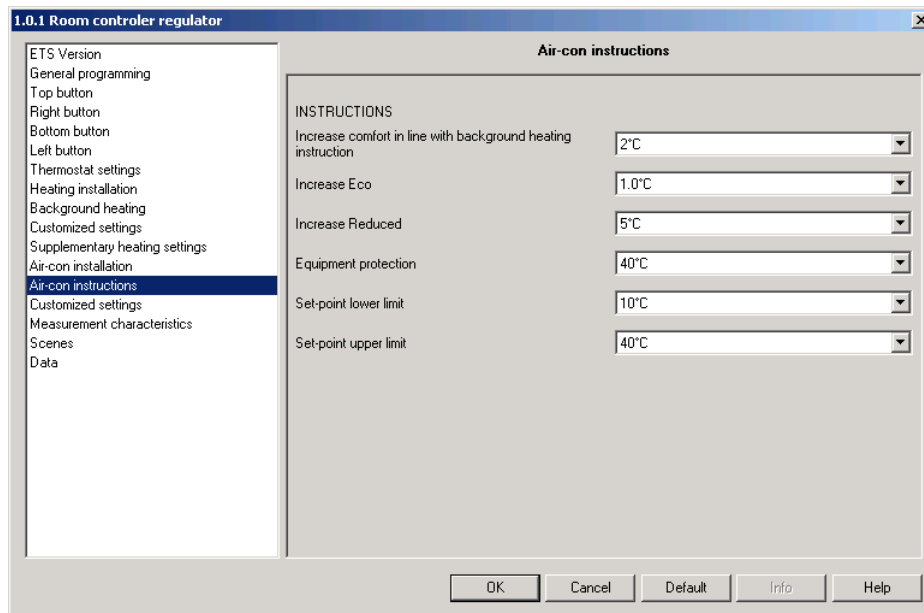 1.0.1 Room controler regulator
ETS Version
General programming
Top button
Right button
Bottom button
Left button
Thermostat settings
Heating installation
Background heating
Customized settings
Supplementary heating settings
Air-con installation
Air-con instructions
Customized settings
Measurement characteristics
Scenes
Data
Air-con instructions
INSTRUCTIONS
Increase comfort in line with background heating
instruction
2°C
Increase Eco
1.0°C
Increase Reduced
5°C
Equipment protection
40°C
Set-point lower limit
10°C
Set-point upper limit
40°C
OK
Cancel
Default
Info
Help